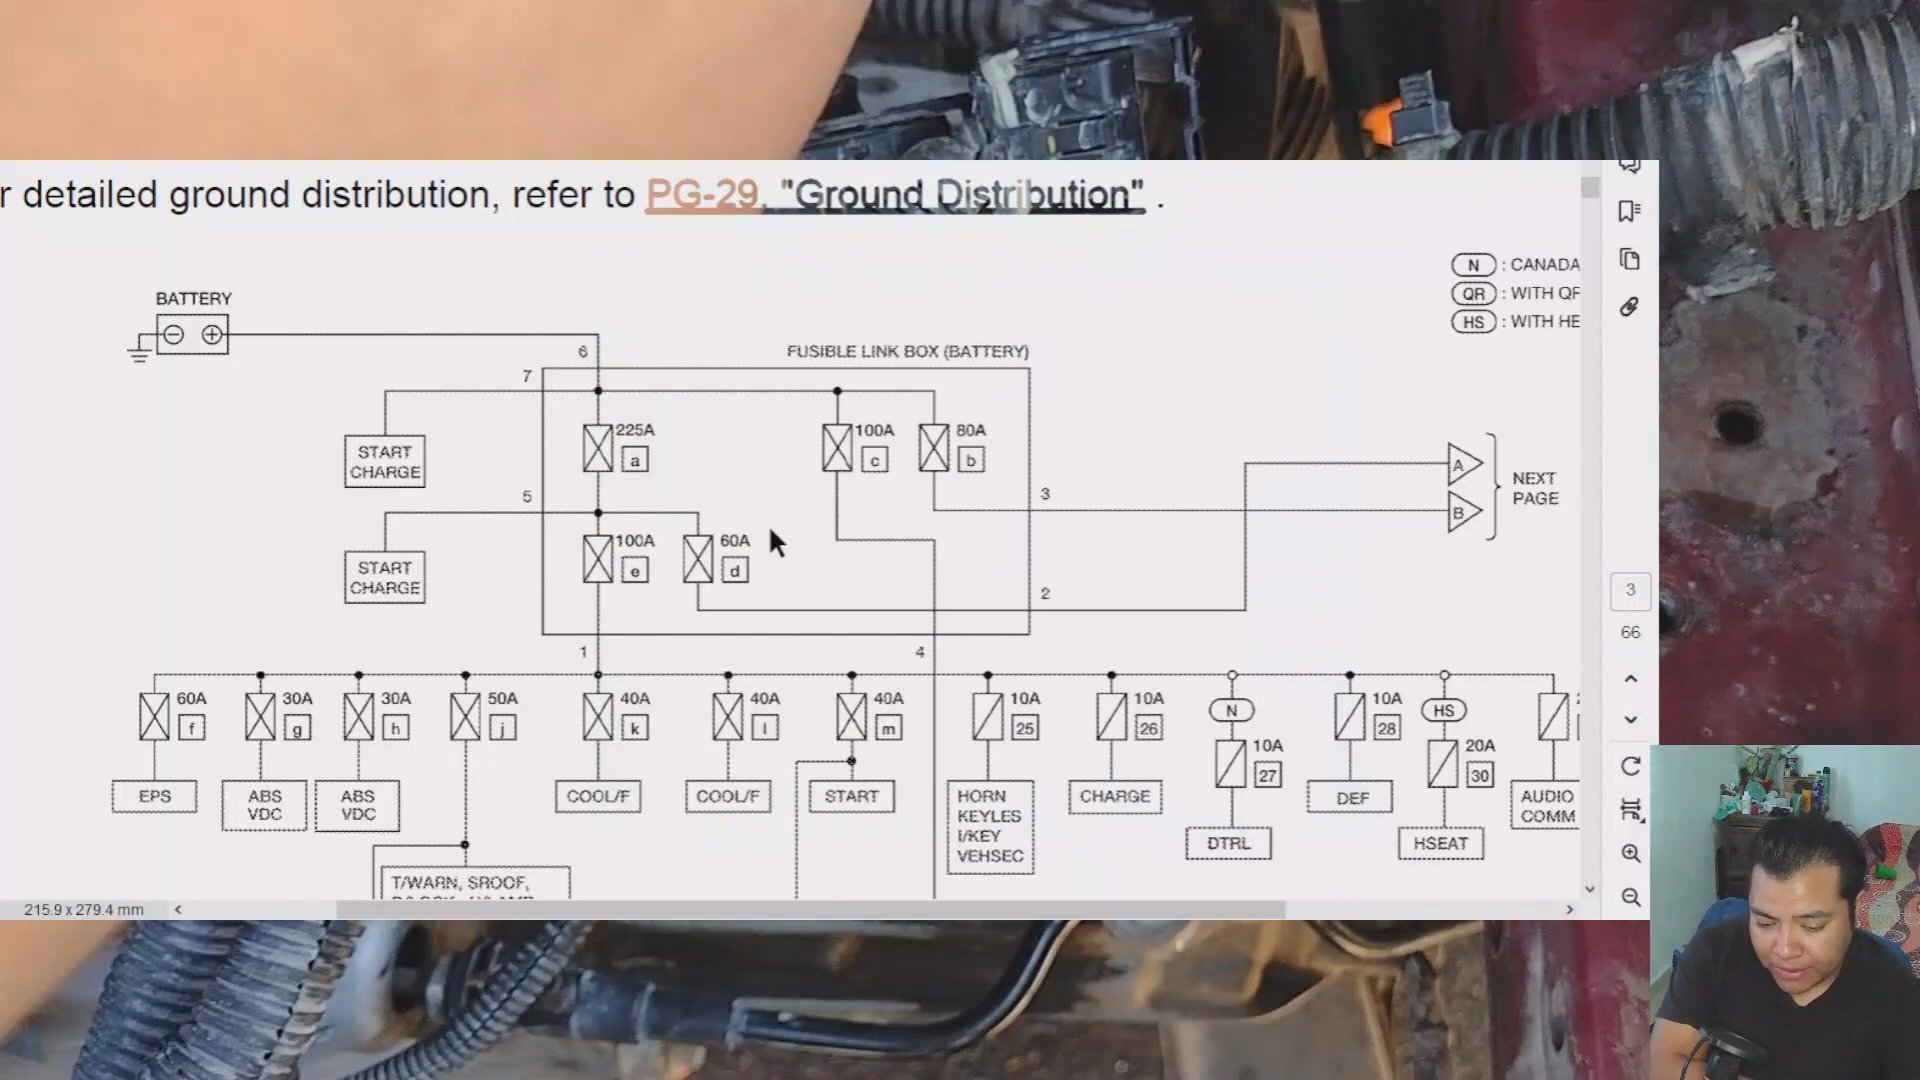 r detailed ground distribution, refer to PG-29, "Ground Distribution" .
N : CANADA
QR : WITH QR
HS : WITH HE
BATTERY
6
FUSIBLE LINK BOX (BATTERY)
7
225A
a
100A
c
80A
b
START
CHARGE
A
B
NEXT
PAGE
5
3
100A
e
60A
d
START
CHARGE
2
3
66
1
4
60A
f
30A
g
30A
h
50A
j
40A
k
40A
l
40A
m
10A
25
10A
26
N
10A
27
10A
28
HS
20A
30
EPS
ABS
VDC
ABS
VDC
COOL/F
COOL/F
START
HORN
KEYLES
I/KEY
VEHSEC
CHARGE
DTRL
DEF
HSEAT
AUDIO
COMM
T/WARN, SROOF,
215.9 x 279.4 mm